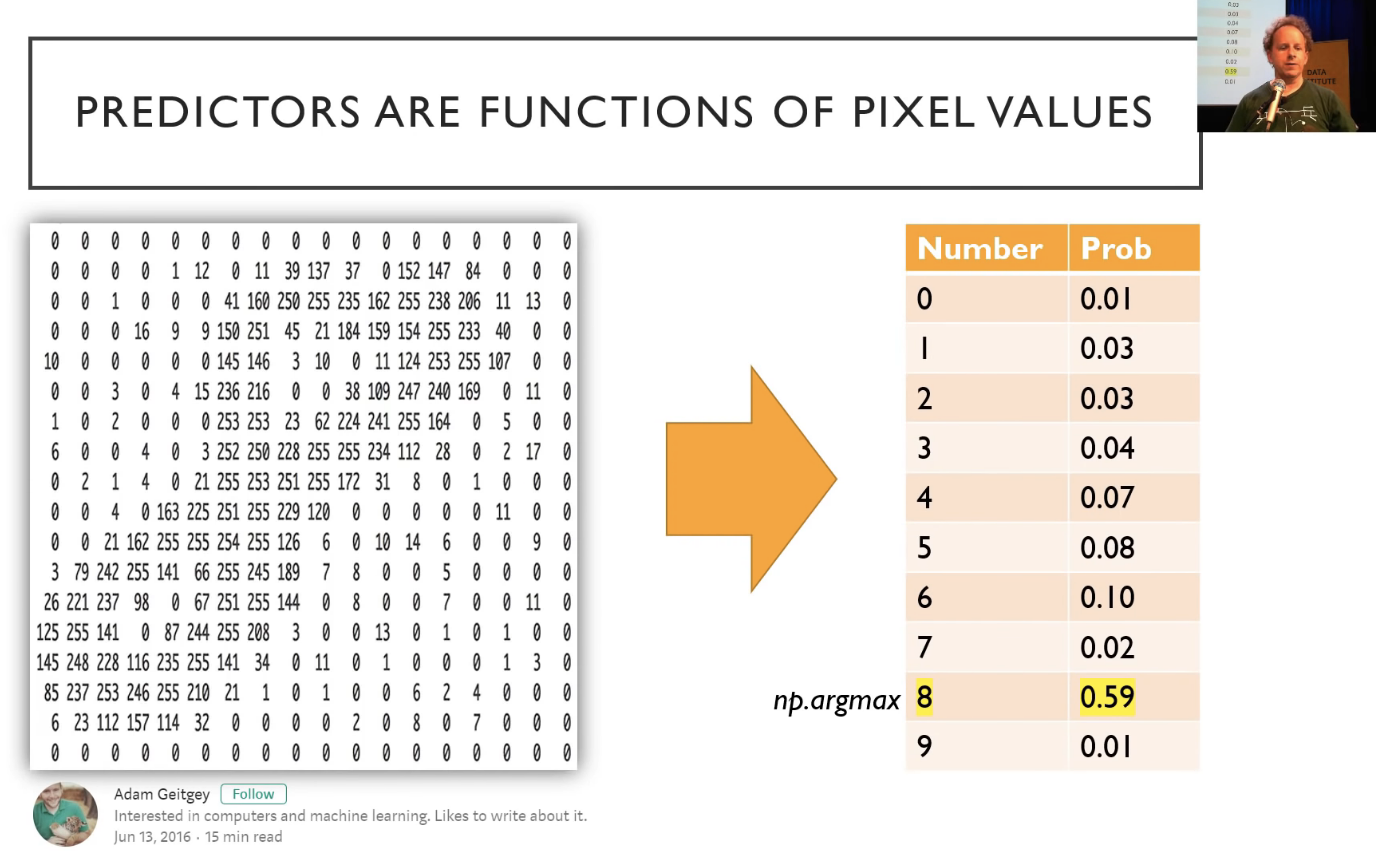 PREDICTORS ARE FUNCTIONS OF PIXEL VALUES
0 0 0 0 0 0 0 0 0 0 0 0 0 0 0 0 0 0
0 0 0 0 1 12 0 11 39 137 37 0 152 147 84 0 0 0
0 0 1 0 0 0 41 160 250 255 235 162 255 238 206 11 13 0
0 0 0 16 9 9 150 251 45 21 184 159 154 255 233 40 0 0
10 0 0 0 0 0 145 146 3 10 0 11 124 253 255 107 0 0
0 0 3 0 4 15 236 216 0 0 38 109 247 240 169 0 11 0
1 0 2 0 0 0 253 253 23 62 224 241 255 164 0 5 0 0
6 0 0 4 0 3 252 250 228 255 255 234 112 28 0 2 17 0
0 2 1 4 0 21 255 253 251 255 172 31 8 0 1 0 0 0
0 0 4 0 163 225 251 255 229 120 0 0 0 0 0 11 0 0
0 0 21 162 255 255 254 255 126 6 0 10 14 6 0 0 9 0
3 79 242 255 141 66 255 245 189 7 8 0 0 5 0 0 0 0
26 221 237 98 0 67 251 255 144 0 8 0 0 7 0 0 11 0
125 255 141 0 87 244 255 208 3 0 0 13 0 1 0 1 0 0
145 248 228 116 235 255 141 34 0 11 0 1 0 0 0 1 3 0
85 237 253 246 255 210 21 1 0 1 0 0 6 2 4 0 0 0
6 23 112 157 114 32 0 0 0 0 2 0 8 0 7 0 0 0
0 0 0 0 0 0 0 0 0 0 0 0 0 0 0 0 0 0
Adam Geitgey Follow
Interested in computers and machine learning. Likes to write about it.
Jun 13, 2016 · 15 min read
Number Prob
0 0.01
1 0.03
2 0.03
3 0.04
4 0.07
5 0.08
6 0.10
7 0.02
np.argmax 8 0.59
9 0.01
0.03
0.03
0.04
0.07
0.08
0.10
0.02
0.59
0.01
DATA